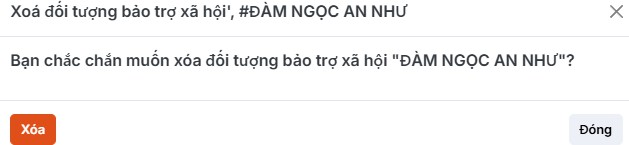 Xoá đối tượng bảo trợ xã hội', #ĐÀM NGỌC AN NHƯ
Bạn chắc chắn muốn xóa đối tượng bảo trợ xã hội "ĐÀM NGỌC AN NHƯ"?
Xóa
Đóng